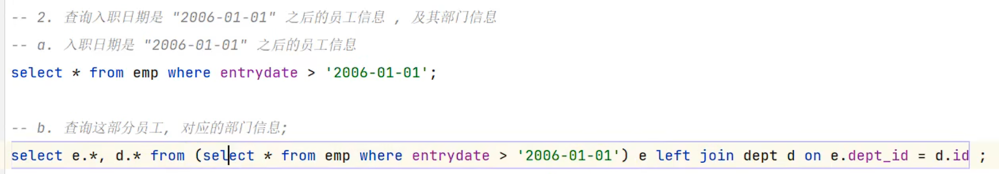 -- 2. 查询入职日期是 "2006-01-01" 之后的员工信息 , 及其部门信息
-- a. 入职日期是 "2006-01-01" 之后的员工信息
select * from emp where entrydate > '2006-01-01';
-- b. 查询这部分员工, 对应的部门信息;
select e.*, d.* from (select * from emp where entrydate > '2006-01-01') e left join dept d on e.dept_id = d.id ;